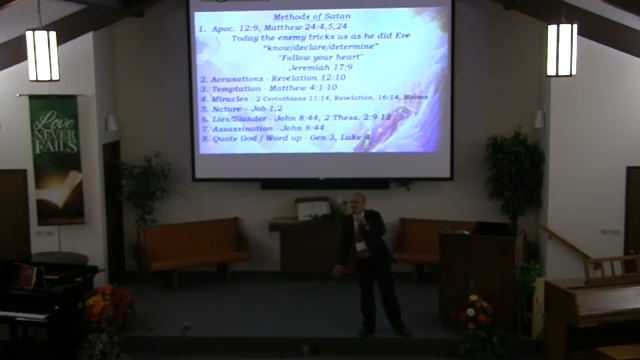 Methods of Satan
1. Apoc. 12:9, Matthew 24:4,5,24
Today the enemy tricks us as he did Eve
"know/declare/determine"
"Follow your heart"
Jeremiah 17:9
2. Accusations - Revelation 12:10
3. Temptation - Matthew 4:1-10
4. Miracles - 2 Corinthians 11:14, Revelation, 16:14,
5. Nature - Job 1,2
6. Lies/Slander - John 8:44, 2 Thess. 2:9 12
7. Assassination - John 8:44
8. Quote God / Word up - Gen 3, Luke 4
Love
NEVER
FAILS